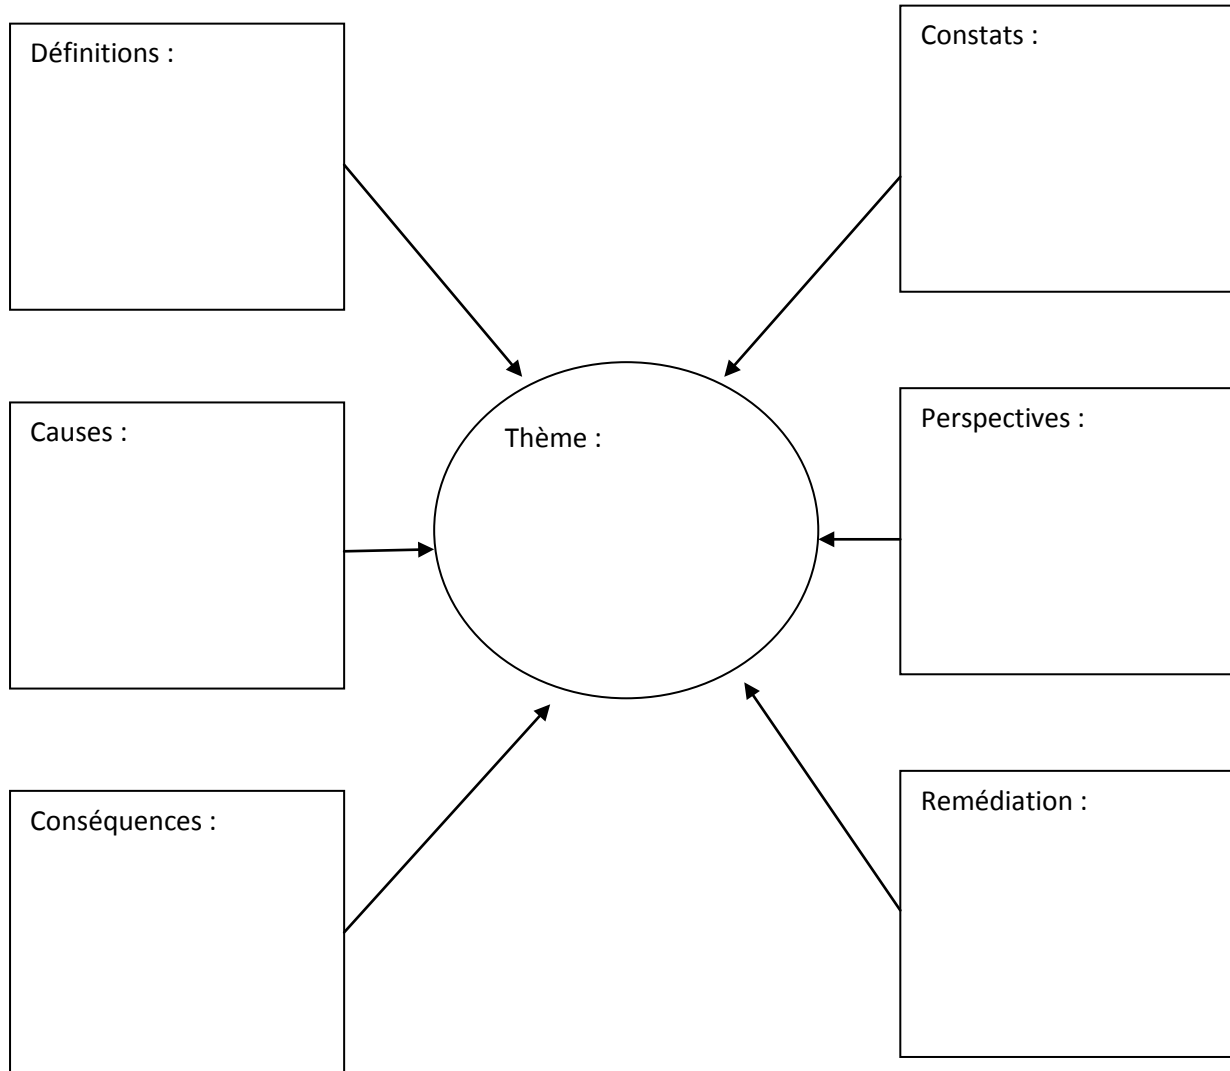 Définitions :
Constats :
Causes :
Thème :
Perspectives :
Conséquences :
Remédiation :